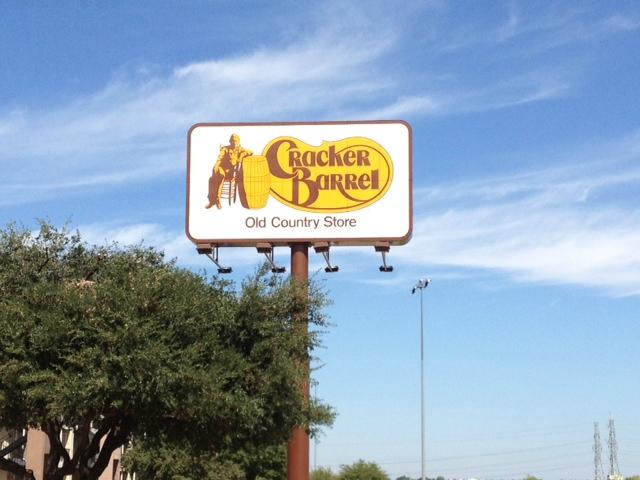 Cracker
Barrel
Old Country Store